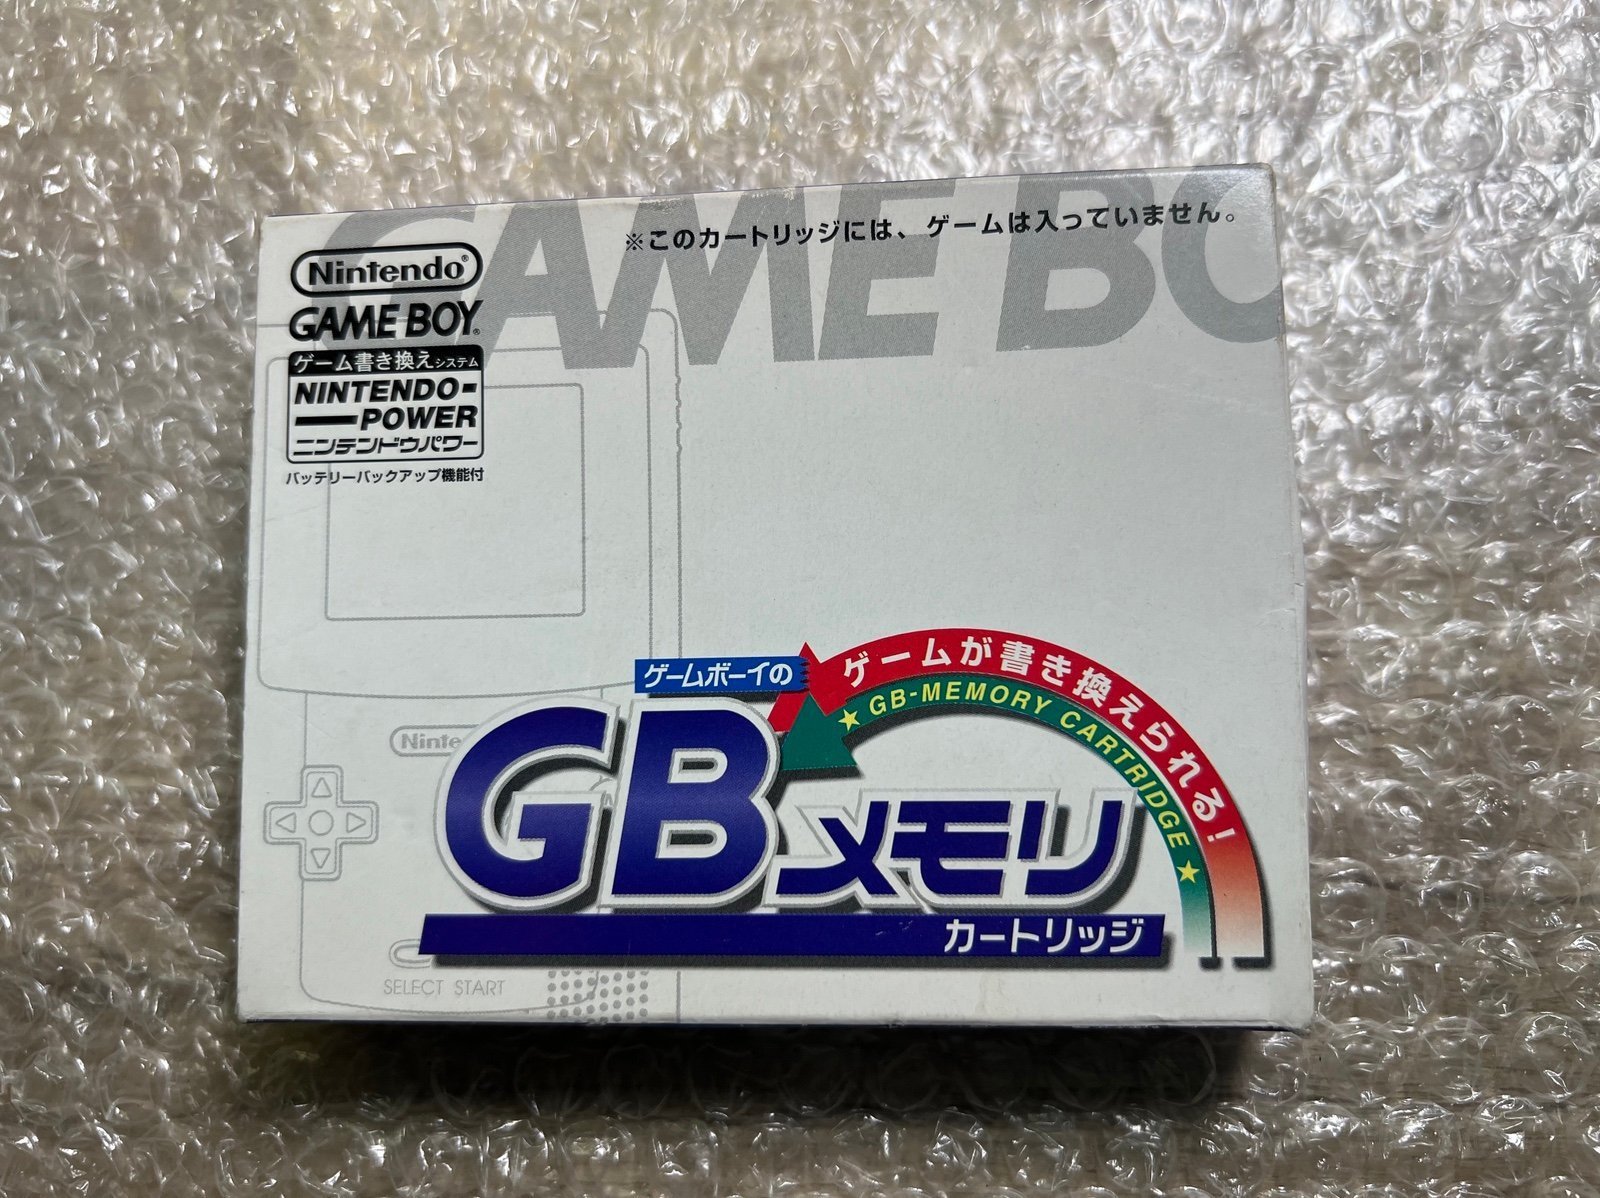 GAME BO
※このカートリッジには、ゲームは入っていません。
Nintendo®
GAME BOY®
ゲーム書き換えシステム
NINTENDO-
POWER
ニンテンドウパワー
バッテリーバックアップ機能付
ゲームボーイの
ゲームが書き換えられる!
★GB-MEMORY CARTRIDGE★
Ninte
GBメモリ
カートリッジ
SELECT START